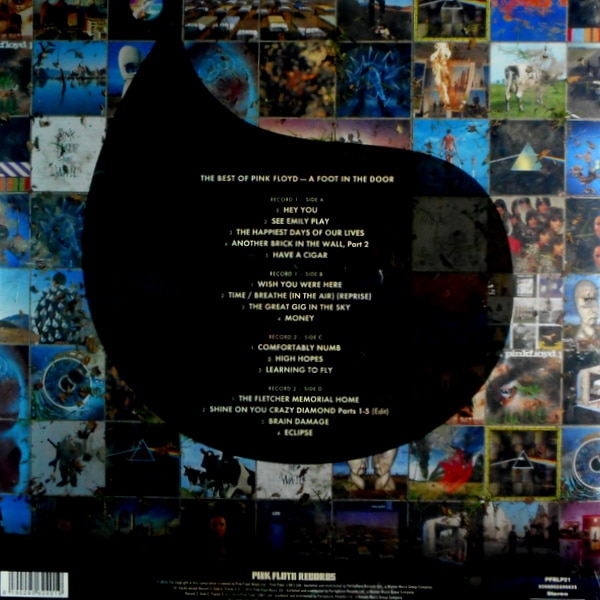 THE BEST OF PINK FLOYD — A FOOT IN THE DOOR
RECORD 1 - SIDE A
1 HEY YOU
2 SEE EMILY PLAY
3 THE HAPPIEST DAYS OF OUR LIVES
4 ANOTHER BRICK IN THE WALL, Part 2
5 HAVE A CIGAR
RECORD 1 - SIDE B
1 WISH YOU WERE HERE
2 TIME / BREATHE (IN THE AIR) (REPRISE)
3 THE GREAT GIG IN THE SKY
4 MONEY
RECORD 2 - SIDE C
1 COMFORTABLY NUMB
2 HIGH HOPES
3 LEARNING TO FLY
RECORD 2 - SIDE D
1 THE FLETCHER MEMORIAL HOME
2 SHINE ON YOU CRAZY DIAMOND Parts 1-5 (Edit)
3 BRAIN DAMAGE
4 ECLIPSE
PINK FLOYD RECORDS
PFRLP21
Stereo